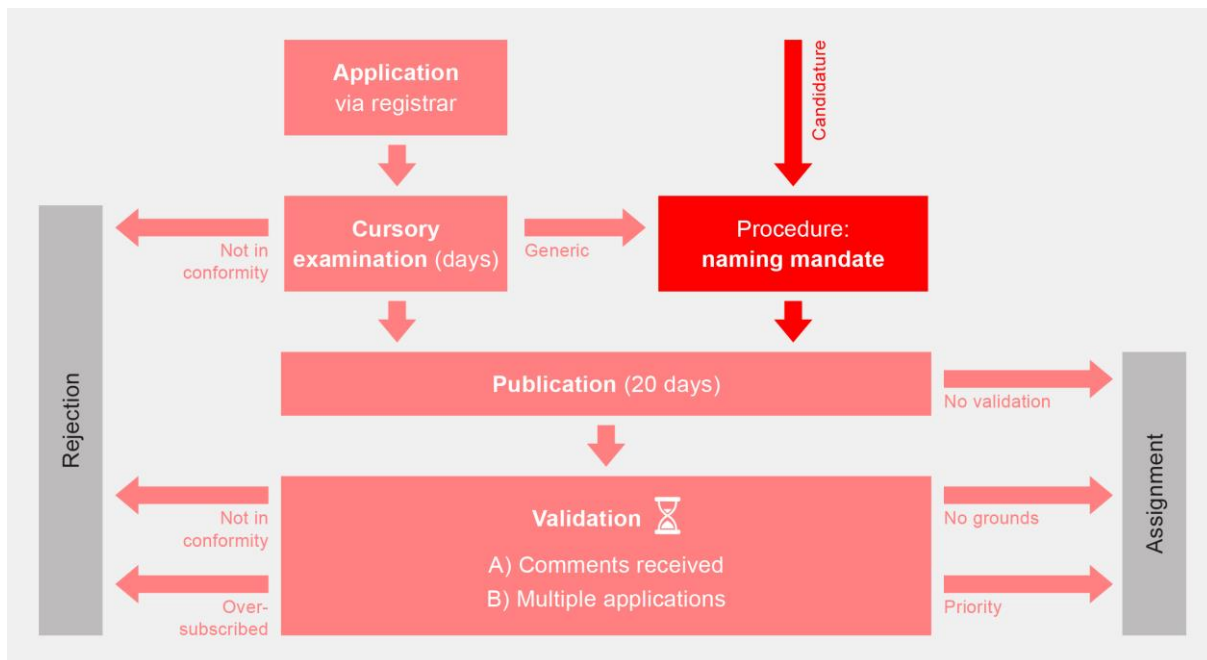 Application
via registrar
Candidature
Cursory
examination (days)
Procedure:
naming mandate
Not in
conformity
Generic
Publication (20 days)
No validation
Rejection
Assignment
Validation
A) Comments received
B) Multiple applications
Not in
conformity
No grounds
Over-
subscribed
Priority